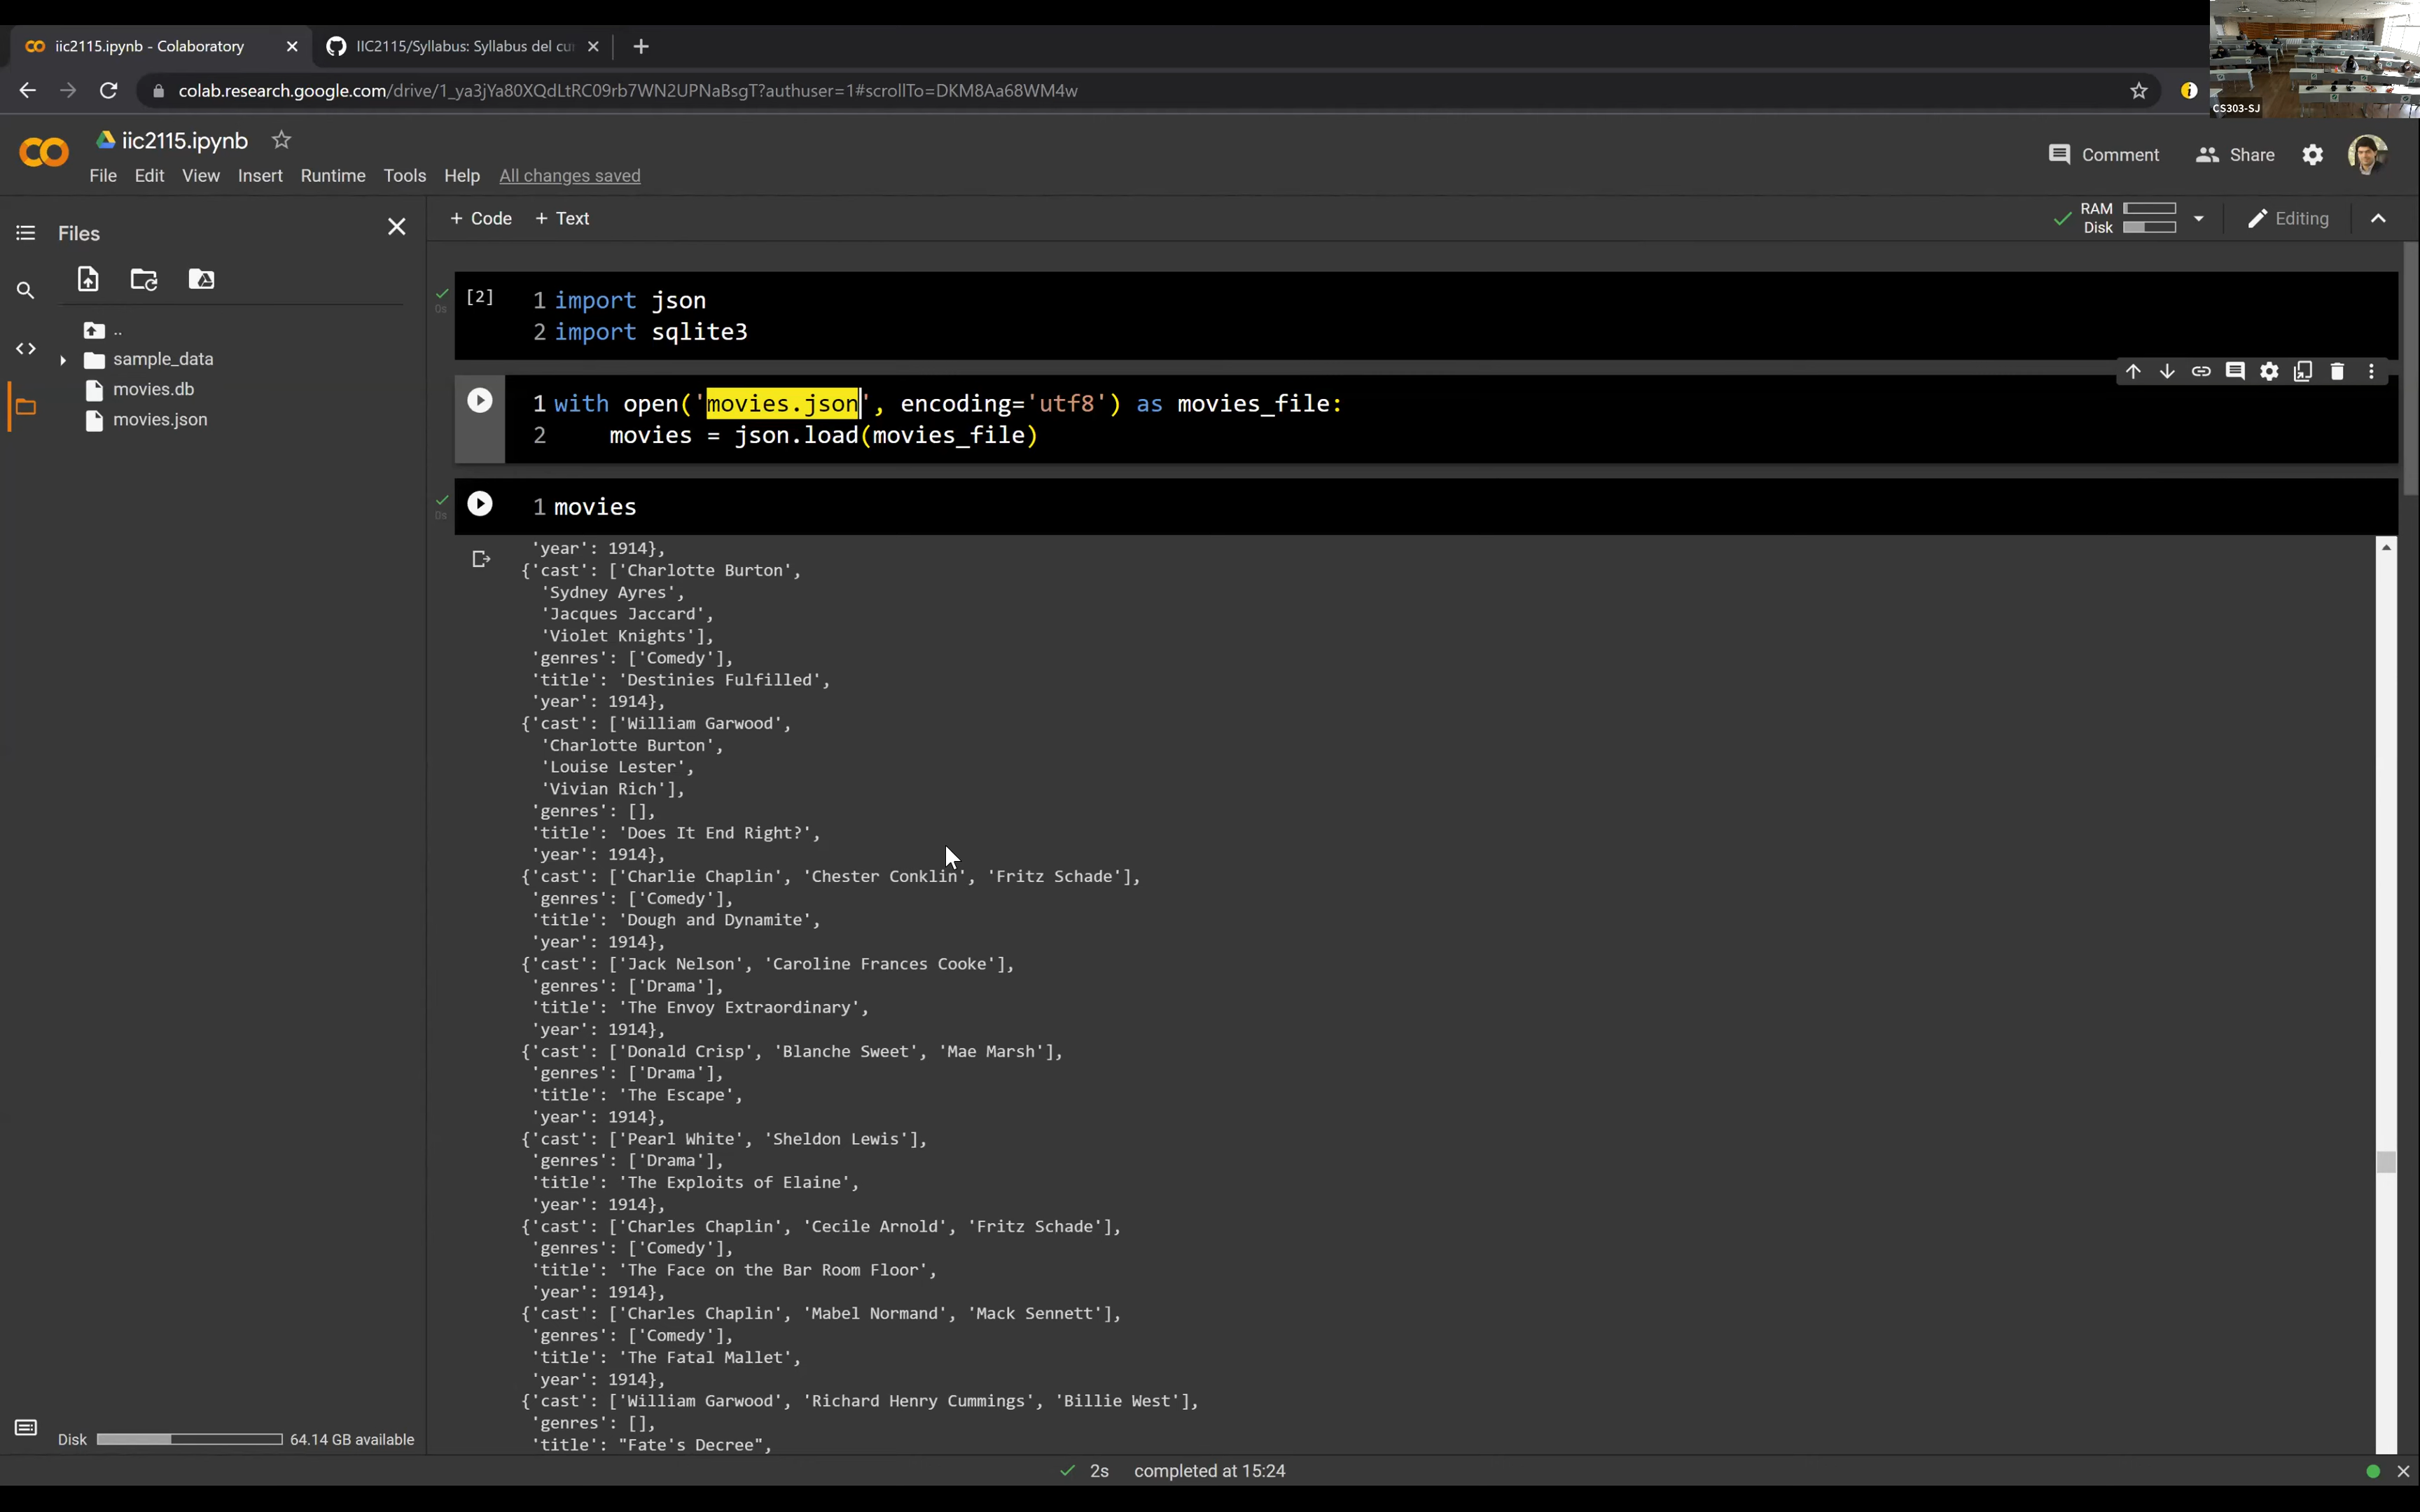 iic2115.ipynb - Colaboratory
IIC2115/Syllabus: Syllabus del cu
colab.research.google.com/drive/1_ya3jYa80XQdLtRC09rb7WN2UPNaBsgT?authuser=1#scrollTo=DKM8Aa68WM4w
CS303-SJ
iic2115.ipynb
File Edit View Insert Runtime Tools Help All changes saved
Comment Share
Files
+ Code + Text
RAM
Disk
Editing
..
sample_data
movies.db
movies.json
0s
[2]
1 import json
2 import sqlite3
1 with open('movies.json', encoding='utf8') as movies_file:
2 movies = json.load(movies_file)
0s
1 movies
'year': 1914},
{'cast': ['Charlotte Burton',
'Sydney Ayres',
'Jacques Jaccard',
'Violet Knights'],
'genres': ['Comedy'],
'title': 'Destinies Fulfilled',
'year': 1914},
{'cast': ['William Garwood',
'Charlotte Burton',
'Louise Lester',
'Vivian Rich'],
'genres': [],
'title': 'Does It End Right?',
'year': 1914},
{'cast': ['Charlie Chaplin', 'Chester Conklin', 'Fritz Schade'],
'genres': ['Comedy'],
'title': 'Dough and Dynamite',
'year': 1914},
{'cast': ['Jack Nelson', 'Caroline Frances Cooke'],
'genres': ['Drama'],
'title': 'The Envoy Extraordinary',
'year': 1914},
{'cast': ['Donald Crisp', 'Blanche Sweet', 'Mae Marsh'],
'genres': ['Drama'],
'title': 'The Escape',
'year': 1914},
{'cast': ['Pearl White', 'Sheldon Lewis'],
'genres': ['Drama'],
'title': 'The Exploits of Elaine',
'year': 1914},
{'cast': ['Charles Chaplin', 'Cecile Arnold', 'Fritz Schade'],
'genres': ['Comedy'],
'title': 'The Face on the Bar Room Floor',
'year': 1914},
{'cast': ['Charles Chaplin', 'Mabel Normand', 'Mack Sennett'],
'genres': ['Comedy'],
'title': 'The Fatal Mallet',
'year': 1914},
{'cast': ['William Garwood', 'Richard Henry Cummings', 'Billie West'],
'genres': [],
'title': "Fate's Decree",
Disk 64.14 GB available
2s completed at 15:24